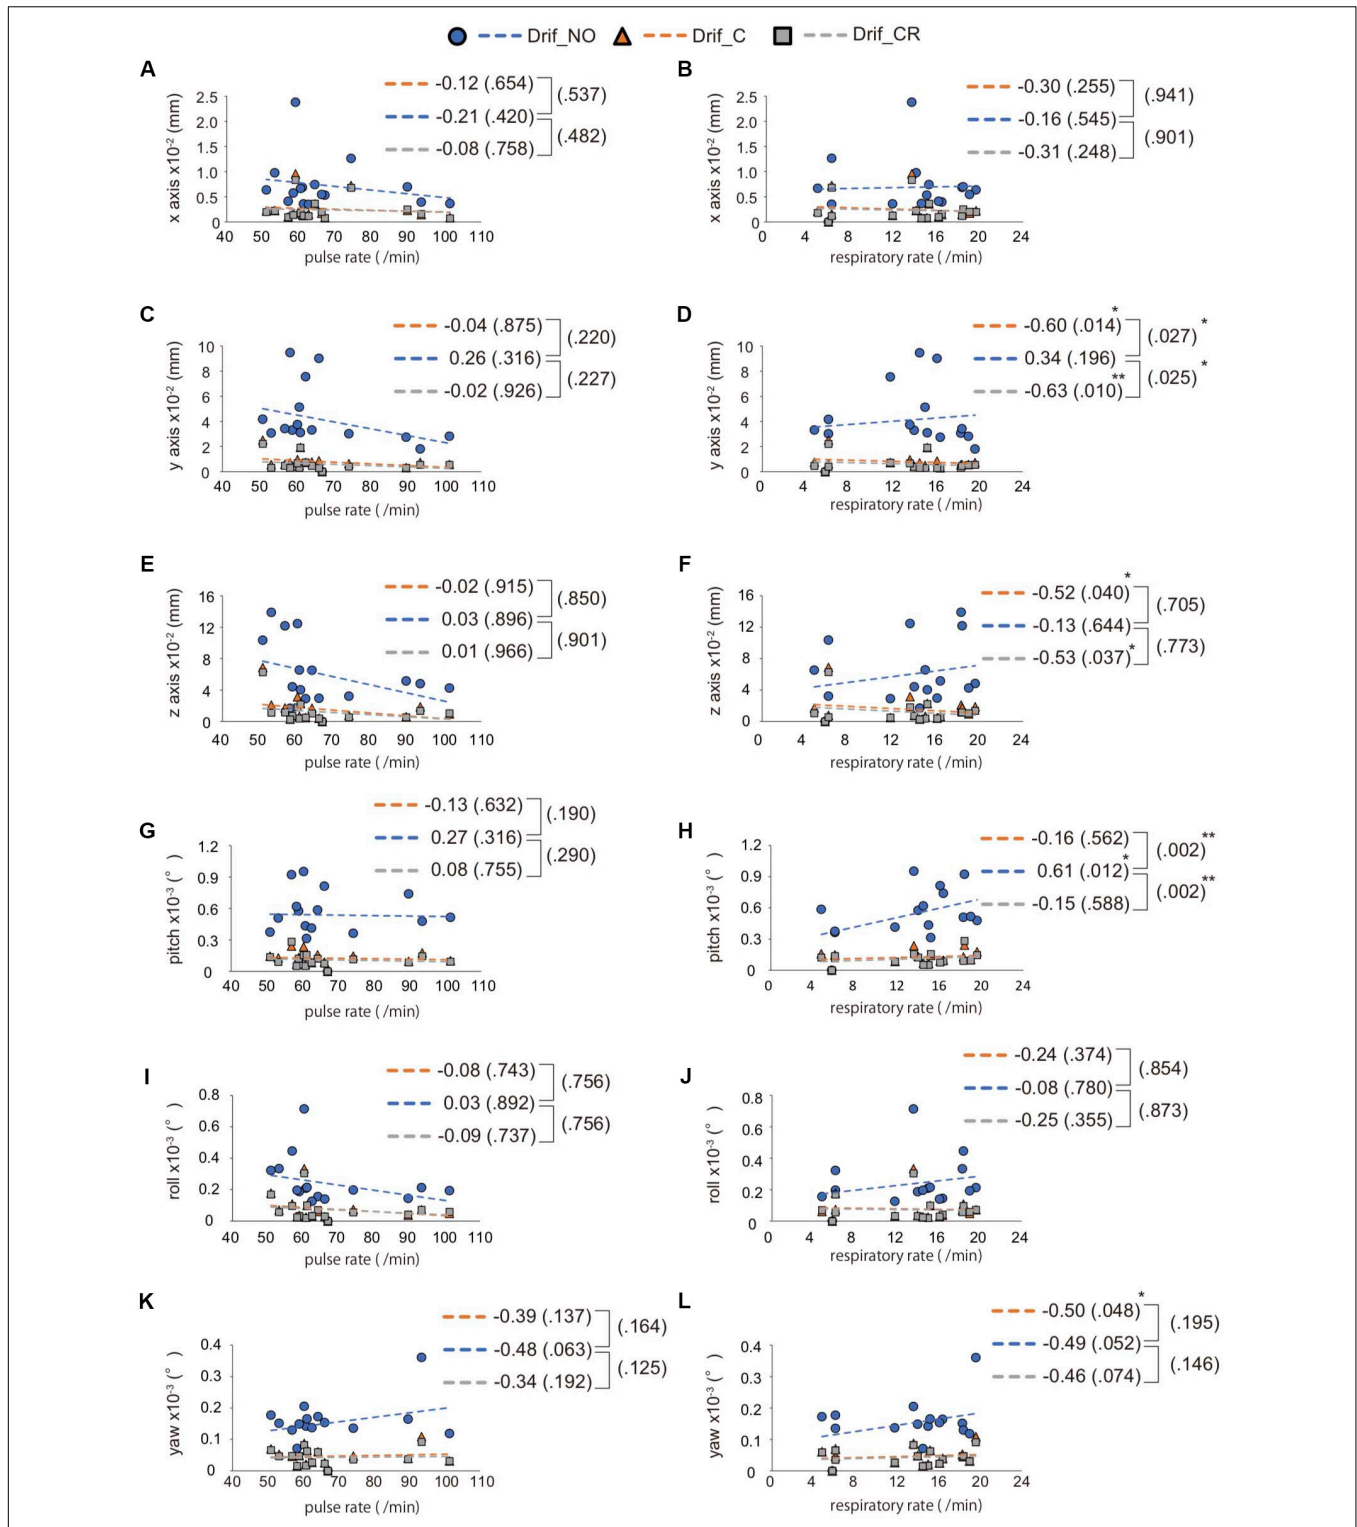 Drif_NO Drif_C Drif_CR
A
-0.12 (.654)
(.537)
-0.21 (.420)
(.482)
-0.08 (.758)
x axis x10-2 (mm)
2.5
2.0
1.5
1.0
0.5
0
40 50 60 70 80 90 100 110
pulse rate ( /min)
B
-0.30 (.255)
(.941)
-0.16 (.545)
(.901)
-0.31 (.248)
x axis x10-2 (mm)
2.5
2.0
1.5
1.0
0.5
0
0 4 8 12 16 20 24
respiratory rate ( /min)
C
-0.04 (.875)
(.220)
0.26 (.316)
(.227)
-0.02 (.926)
y axis x10-2 (mm)
10
8
6
4
2
0
40 50 60 70 80 90 100 110
pulse rate ( /min)
D
-0.60 (.014)*
(.027)*
0.34 (.196)
(.025)*
-0.63 (.010)**
y axis x10-2 (mm)
10
8
6
4
2
0
0 4 8 12 16 20 24
respiratory rate ( /min)
E
-0.02 (.915)
(.850)
0.03 (.896)
(.901)
0.01 (.966)
z axis x10-2 (mm)
16
12
8
4
0
40 50 60 70 80 90 100 110
pulse rate ( /min)
F
-0.52 (.040)*
(.705)
-0.13 (.644)
(.773)
-0.53 (.037)*
z axis x10-2 (mm)
16
12
8
4
0
0 4 8 12 16 20 24
respiratory rate ( /min)
G
-0.13 (.632)
(.190)
0.27 (.316)
(.290)
0.08 (.755)
pitch x10-3 (° )
1.2
0.9
0.6
0.3
0
40 50 60 70 80 90 100 110
pulse rate ( /min)
H
-0.16 (.562)
(.002)**
0.61 (.012)*
(.002)**
-0.15 (.588)
pitch x10-3 (° )
1.2
0.9
0.6
0.3
0
0 4 8 12 16 20 24
respiratory rate ( /min)
I
-0.08 (.743)
(.756)
0.03 (.892)
(.756)
-0.09 (.737)
roll x10-3 (° )
0.8
0.6
0.4
0.2
0
40 50 60 70 80 90 100 110
pulse rate ( /min)
J
-0.24 (.374)
(.854)
-0.08 (.780)
(.873)
-0.25 (.355)
roll x10-3 (° )
0.8
0.6
0.4
0.2
0
0 4 8 12 16 20 24
respiratory rate ( /min)
K
-0.39 (.137)
(.164)
-0.48 (.063)
(.125)
-0.34 (.192)
yaw x10-3 (° )
0.4
0.3
0.2
0.1
0
40 50 60 70 80 90 100 110
pulse rate ( /min)
L
-0.50 (.048)*
(.195)
-0.49 (.052)
(.146)
-0.46 (.074)
yaw x10-3 (° )
0.4
0.3
0.2
0.1
0
0 4 8 12 16 20 24
respiratory rate ( /min)